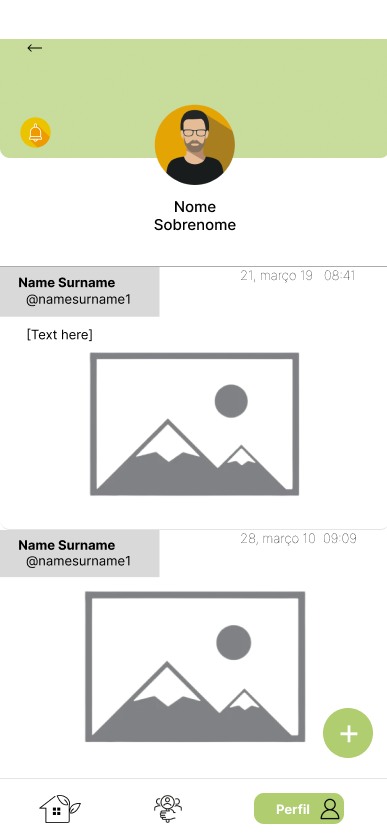 Nome
Sobrenome
Name Surname
21, março 19 08:41
@namesurname1
[Text here]
Name Surname
28, março 10 09:09
@namesurname1
Perfil